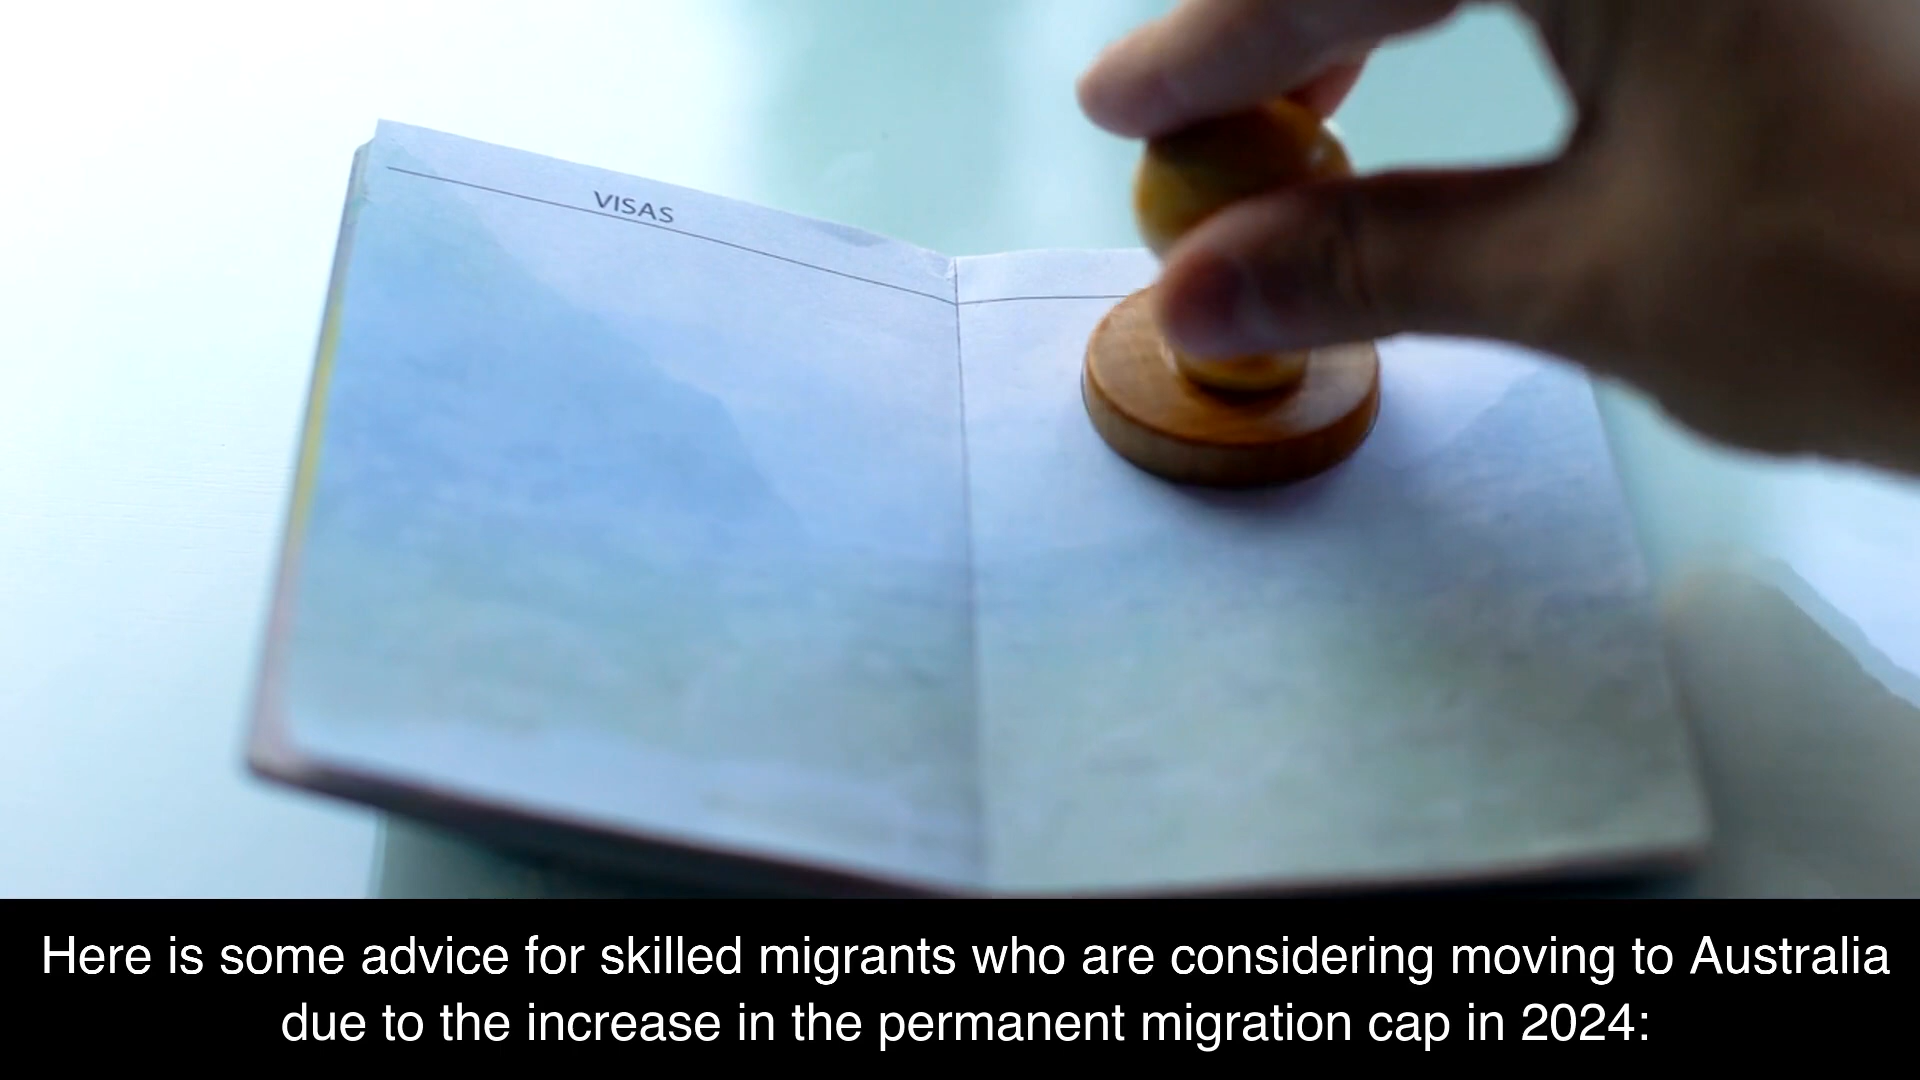 VISAS
Here is some advice for skilled migrants who are considering moving to Australia
due to the increase in the permanent migration cap in 2024: